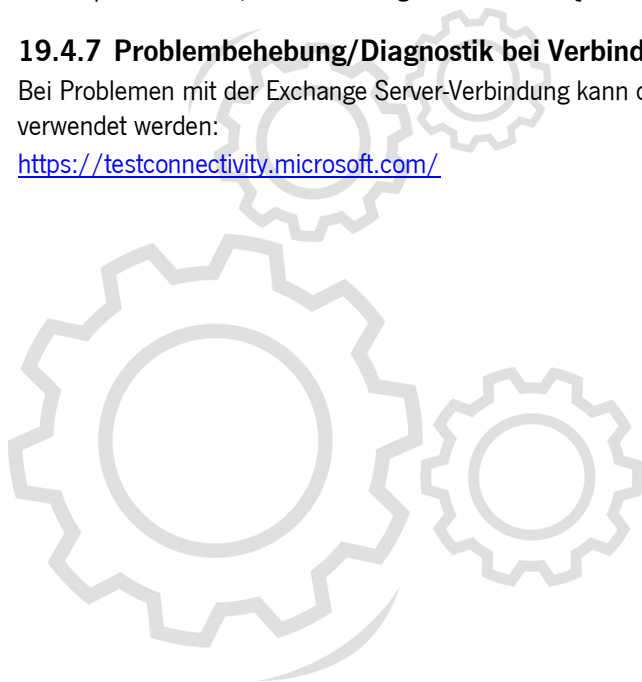 19.4.7 Problembehebung/Diagnostik bei Verbind
Bei Problemen mit der Exchange Server-Verbindung kann
verwendet werden:
https://testconnectivity.microsoft.com/